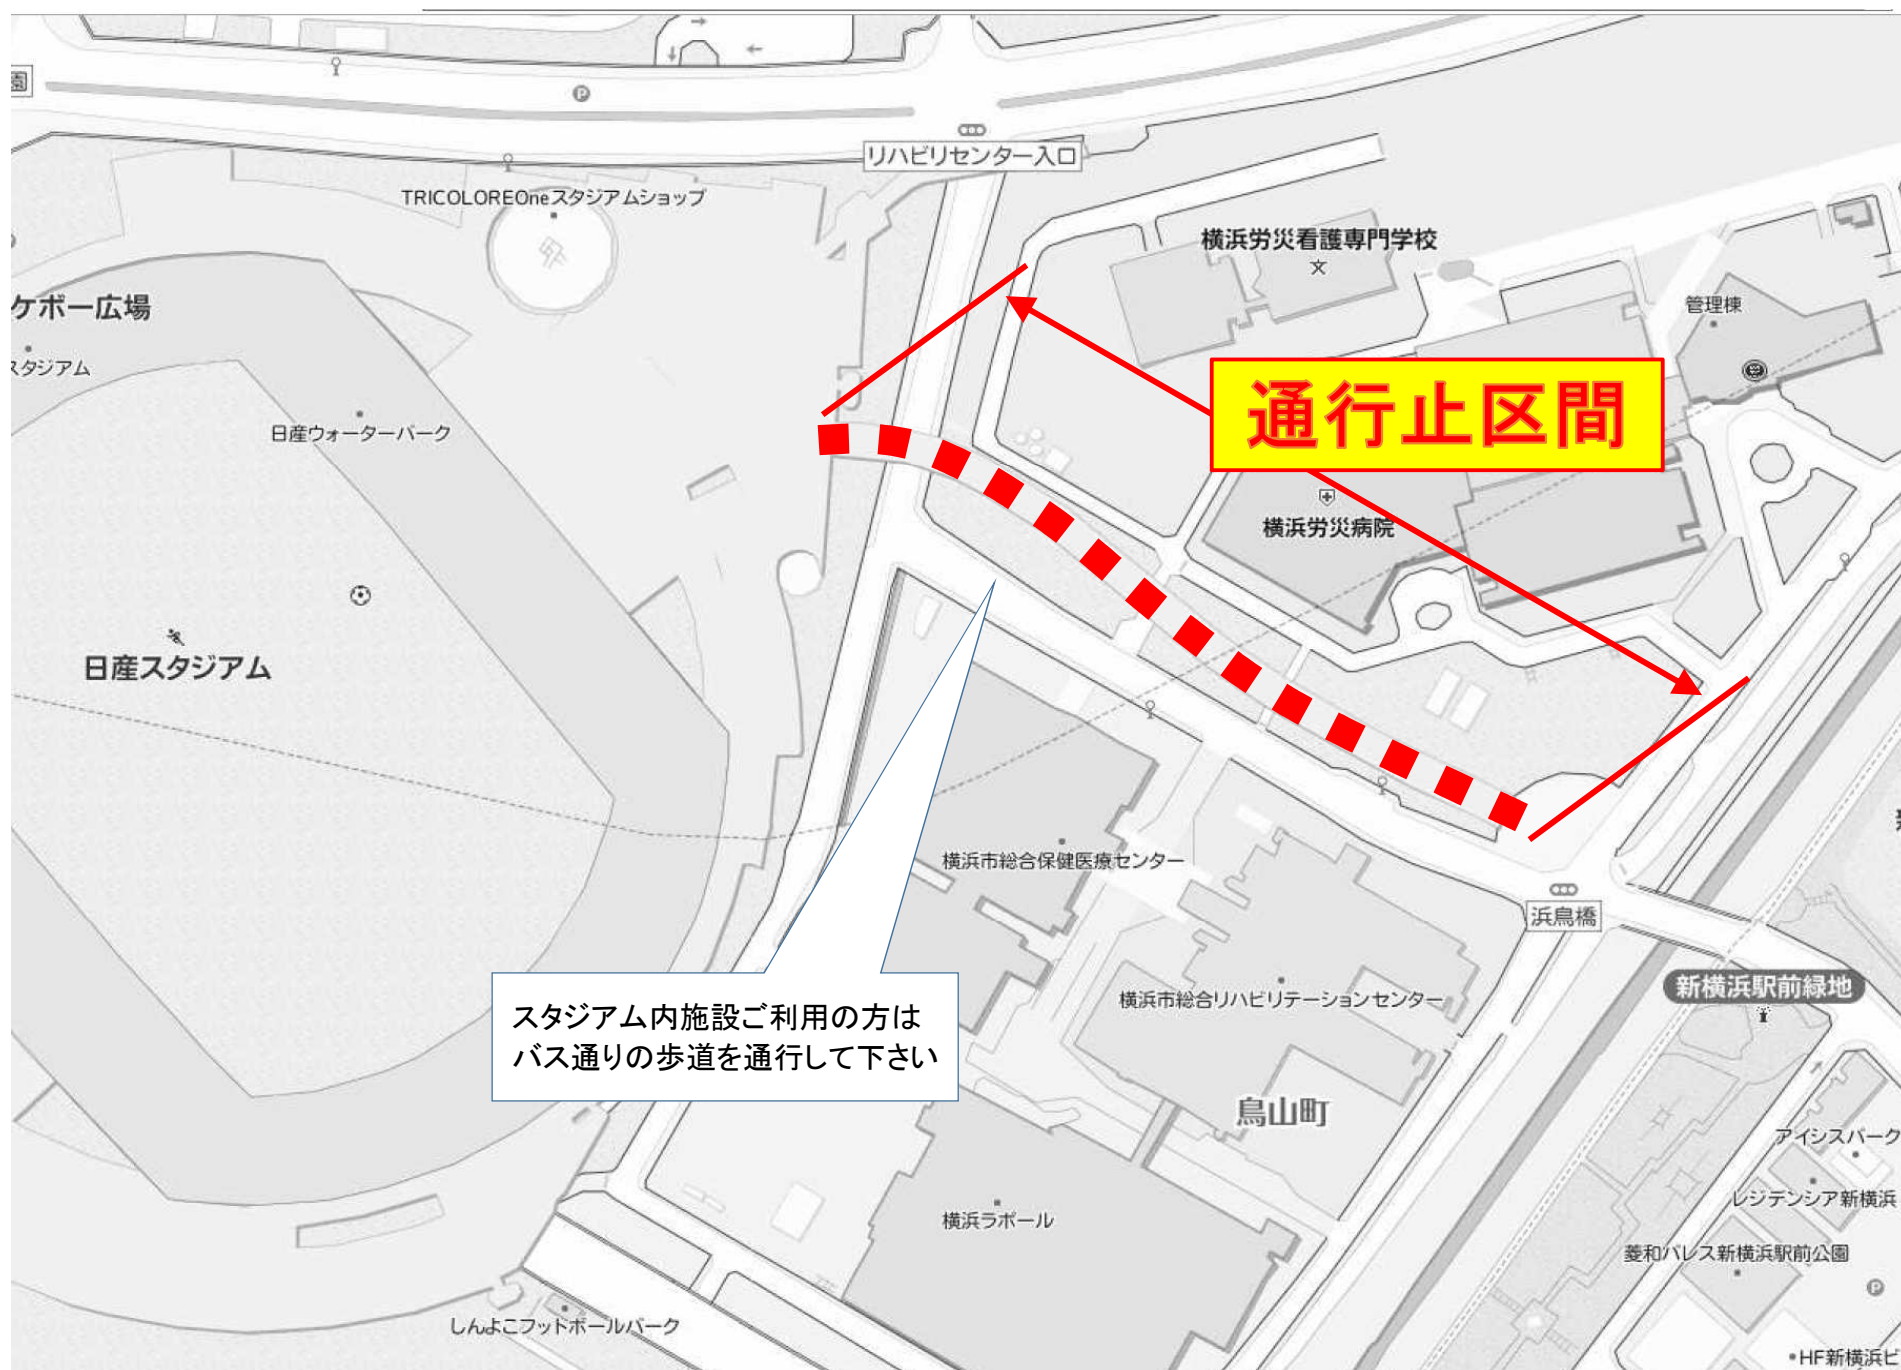 園
リハビリセンター入口
TRICOLOREOneスタジアムショップ
横浜労災看護専門学校
管理棟
ケボー広場
スタジアム
通行止区間
日産ウォーターパーク
横浜労災病院
日産スタジアム
横浜市総合保健医療センター
浜鳥橋
新横浜駅前緑地
横浜市総合リハビリテーションセンター
スタジアム内施設ご利用の方は
バス通りの歩道を通行して下さい
鳥山町
アイシスパーク
レジデンシア新横浜
横浜ラポール
菱和パレス新横浜駅前公園
しんよこフットボールパーク
HF新横浜ビ